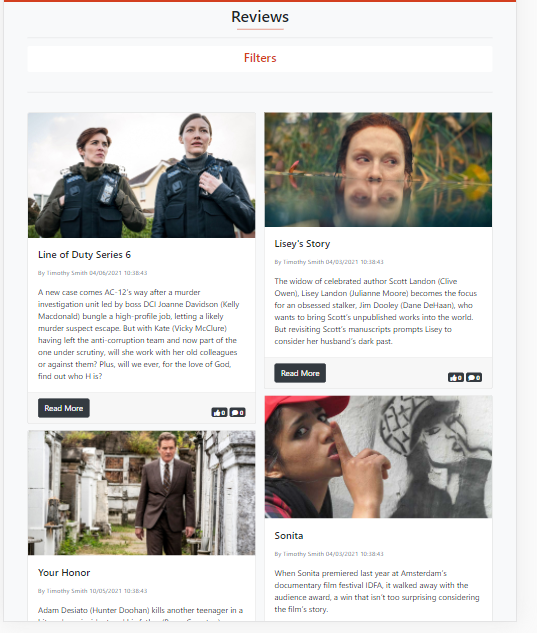 Reviews
Filters
Line of Duty Series 6
By Timothy Smith 04/06/2021 10:38:43
A new case comes AC-12's way after a murder
investigation unit led by boss DCI Joanne Davidson (Kelly
Macdonald) bungle a high-profile job, letting a likely
murder suspect escape. But with Kate (Vicky McClure)
having left the anti-corruption team and now part of the
one under scrutiny, will she work with her old colleagues
or against them? Plus, will we ever, for the love of God,
find out who H is?
Read More
0 0
Your Honor
By Timothy Smith 10/05/2021 10:38:43
Adam Desiato (Hunter Doohan) kills another teenager in a
Lisey's Story
By Timothy Smith 04/03/2021 10:38:43
The widow of celebrated author Scott Landon (Clive
Owen), Lisey Landon (Julianne Moore) becomes the focus
for an obsessed stalker, Jim Dooley (Dane DeHaan), who
wants to bring Scott's unpublished works into the world.
But revisiting Scott's manuscripts prompts Lisey to
consider her husband's dark past.
Read More
0 0
Sonita
By Timothy Smith 04/03/2021 10:38:43
When Sonita premiered last year at Amsterdam's
documentary film festival IDFA, it walked away with the
audience award, a win that isn't too surprising considering
the film's story.